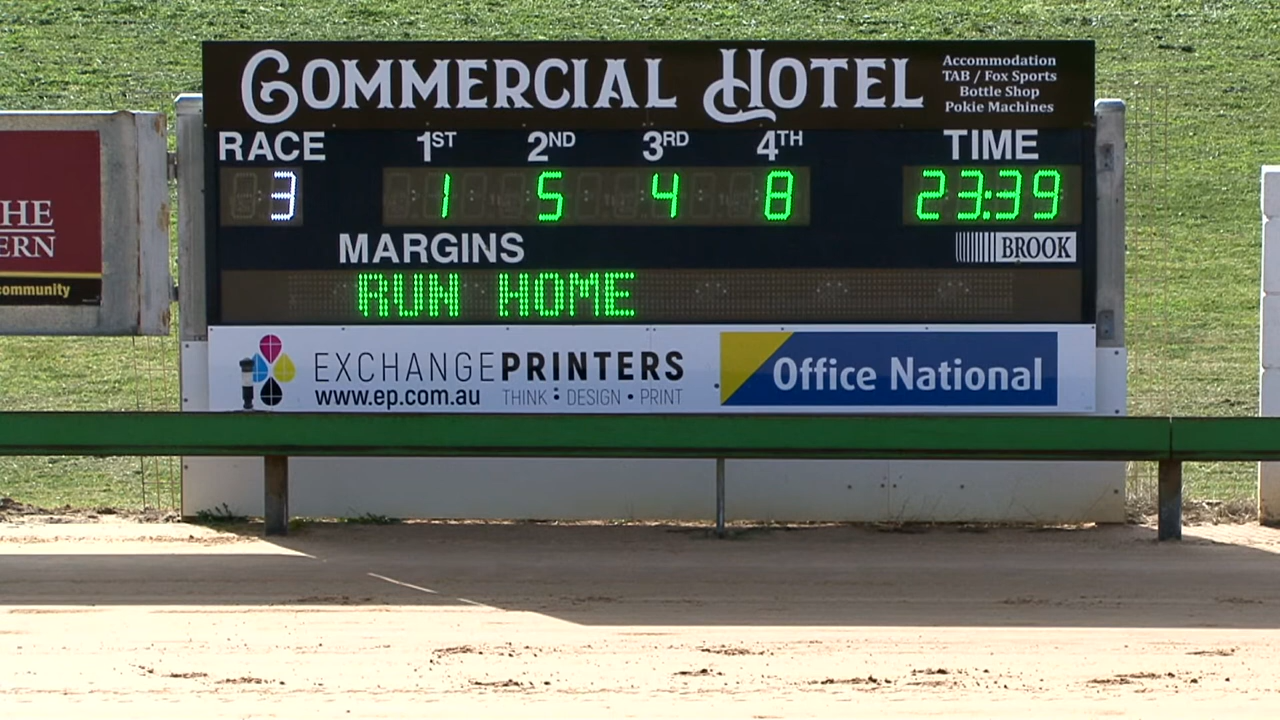 COMMERCIAL HOTEL
Accommodation
TAB / Fox Sports
Bottle Shop
Pokie Machines
RACE 1ST 2ND 3RD 4TH TIME
3 1 5 4 8 23:39
MARGINS
BROOK
RUN HOME
HE
ERN
community
EXCHANGEPRINTERS
www.ep.com.au THINK : DESIGN • PRINT
Office National